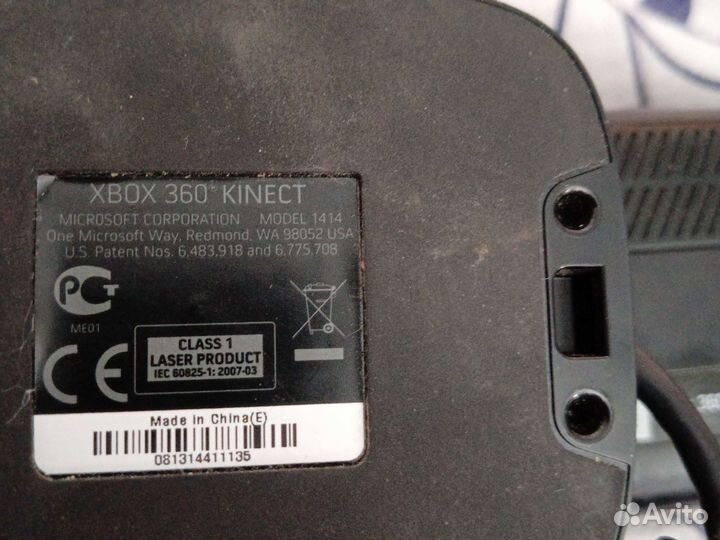 XBOX 360® KINECT
MICROSOFT CORPORATION MODEL 1414
One Microsoft Way, Redmond, WA 98052 USA
U.S. Patent Nos. 6,483,918 and 6,775,708
ME01
CLASS 1
LASER PRODUCT
IEC 60825-1: 2007-03
CE
Made in China(E)
081314411135
Avito